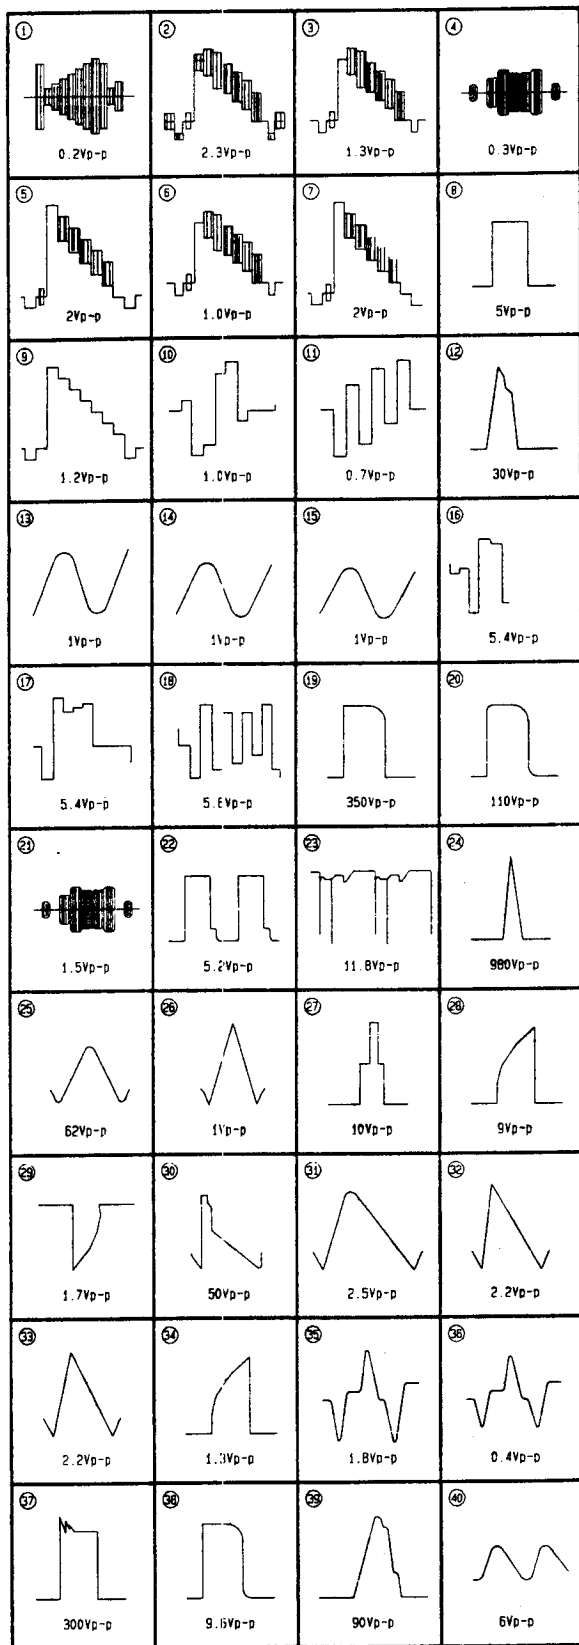 ① ② ③ ④
0.2Vp-p 2.3Vp-p 1.3Vp-p 0.3Vp-p
⑤ ⑥ ⑦ ⑧
2Vp-p 1.0Vp-p 2Vp-p 5Vp-p
⑨ ⑩ ⑪ ⑫
1.2Vp-p 1.0Vp-p 0.7Vp-p 30Vp-p
⑬ ⑭ ⑮ ⑯
1Vp-p 1Vp-p 1Vp-p 5.4Vp-p
⑰ ⑱ ⑲ ⑳
5.4Vp-p 350Vp-p 110Vp-p
㉑ ㉒ ㉓ ㉔
1.5Vp-p 5.2Vp-p 11.8Vp-p 980Vp-p
㉕ ㉖ ㉗ ㉘
62Vp-p 1Vp-p 10Vp-p 9Vp-p
㉙ ㉚ ㉛ ㉜
1.7Vp-p 50Vp-p 2.5Vp-p 2.2Vp-p
㉝ ㉞ ㉟ ㊱
2.2Vp-p 1.8Vp-p 0.4Vp-p
㊲ ㊳ ㊴ ㊵
300Vp-p 90Vp-p 6Vp-p